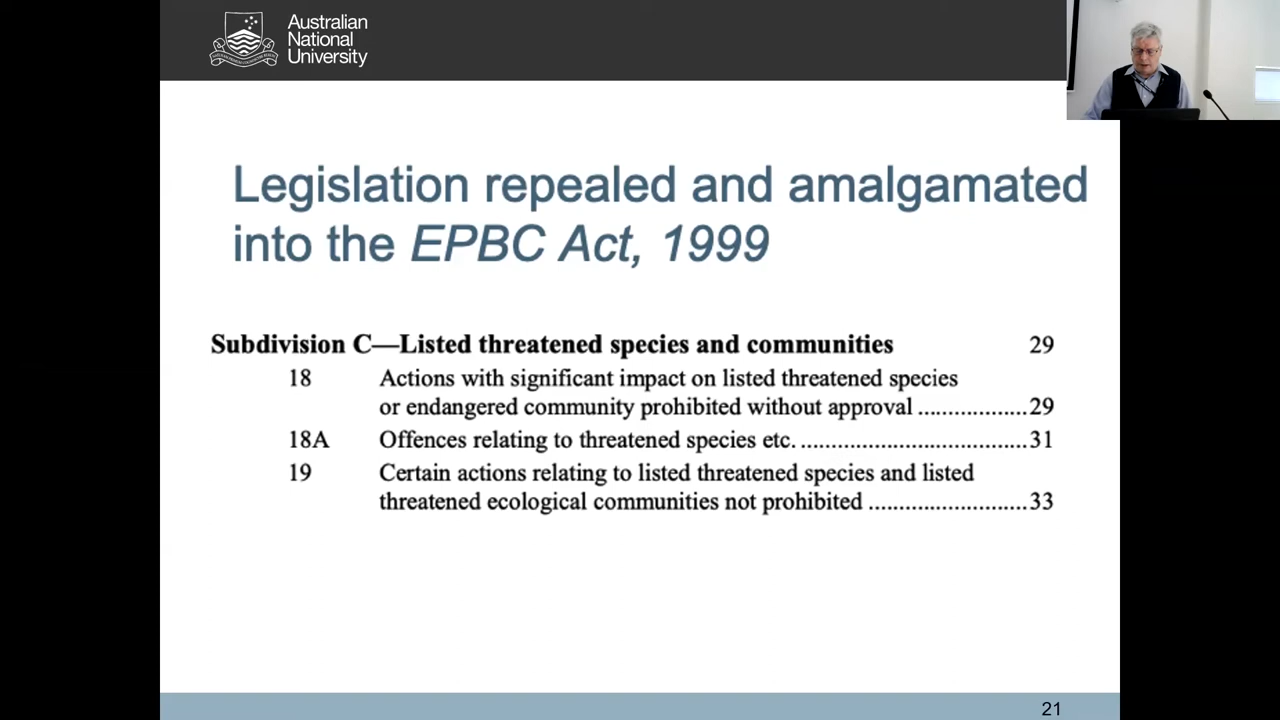 Australian
National
University
Legislation repealed and amalgamated
into the EPBC Act, 1999
Subdivision C—Listed threatened species and communities 29
18 Actions with significant impact on listed threatened species
or endangered community prohibited without approval ..................29
18A Offences relating to threatened species etc. ......................................31
19 Certain actions relating to listed threatened species and listed
threatened ecological communities not prohibited ..........................33
21